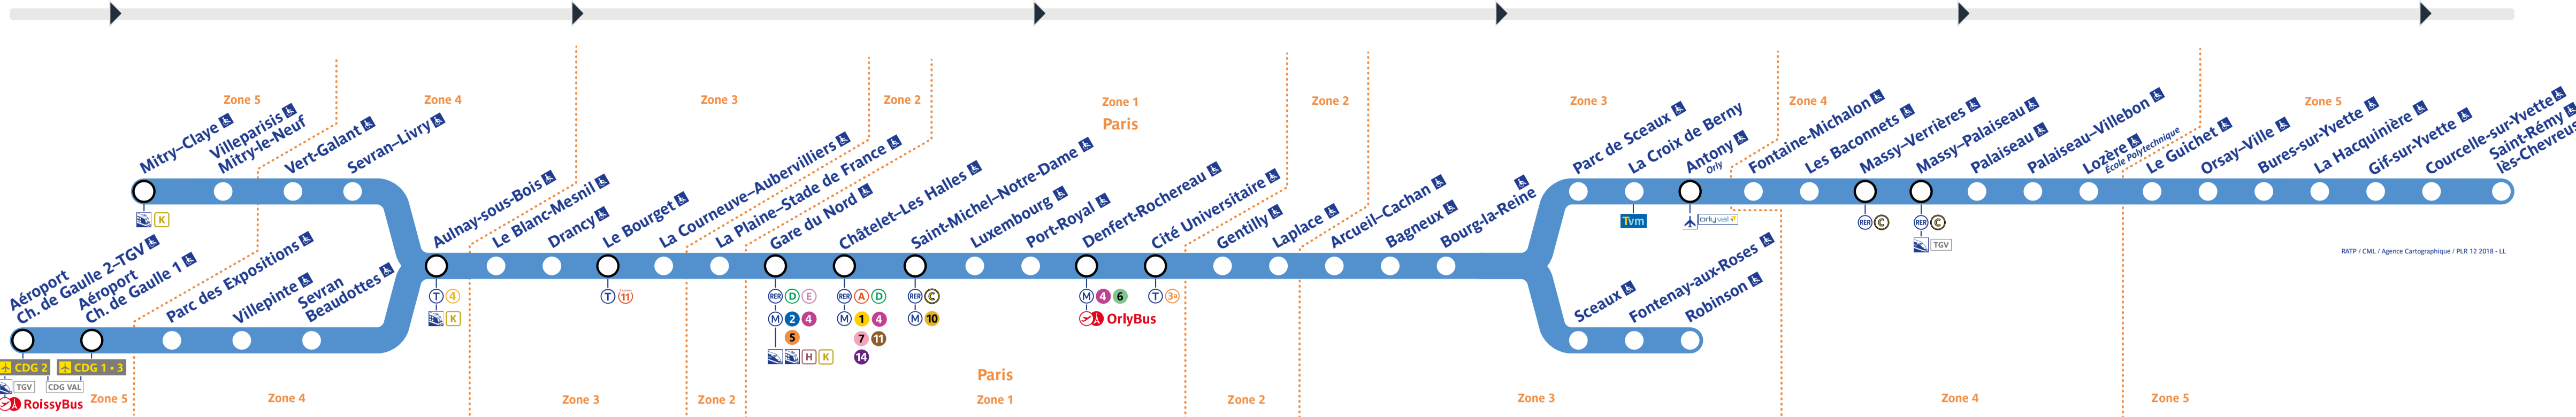 Zone 5
Zone 4
Zone 3
Zone 2
Zone 1
Paris
Zone 2
Zone 3
Zone 4
Zone 5
Mitry–Claye
Villeparisis
Mitry-le-Neuf
Vert-Galant
Sevran–Livry
K
Aéroport
Ch. de Gaulle 2–TGV
Aéroport
Ch. de Gaulle 1
Parc des Expositions
Villepinte
Sevran
Beaudottes
CDG 2
CDG 1 • 3
TGV
CDG VAL
RoissyBus
Aulnay-sous-Bois
T 4
K
Le Blanc-Mesnil
Drancy
Le Bourget
T 11
La Courneuve–Aubervilliers
La Plaine–Stade de France
Gare du Nord
RER D E
M 2 4
5
H K
Châtelet–Les Halles
RER A D
M 1 4
7 11
14
Saint-Michel–Notre-Dame
RER C
M 10
Luxembourg
Port-Royal
Denfert-Rochereau
M 4 6
OrlyBus
Cité Universitaire
T 3a
Gentilly
Laplace
Arcueil–Cachan
Bagneux
Bourg-la-Reine
Parc de Sceaux
La Croix de Berny
Tvm
Antony
Orly
orlyval
Fontaine-Michalon
Les Baconnets
Massy–Verrières
RER C
Massy–Palaiseau
RER C
TGV
Palaiseau
Palaiseau–Villebon
Lozère
École Polytechnique
Le Guichet
Orsay–Ville
Bures-sur-Yvette
La Hacquinière
Gif-sur-Yvette
Courcelle-sur-Yvette
Saint-Rémy
lès-Chevreus
Sceaux
Fontenay-aux-Roses
Robinson
RATP / CML / Agence Cartographique / PLR 12 2018 - LL
Zone 5
Zone 4
Zone 3
Zone 2
Paris
Zone 1
Zone 2
Zone 3
Zone 4
Zone 5